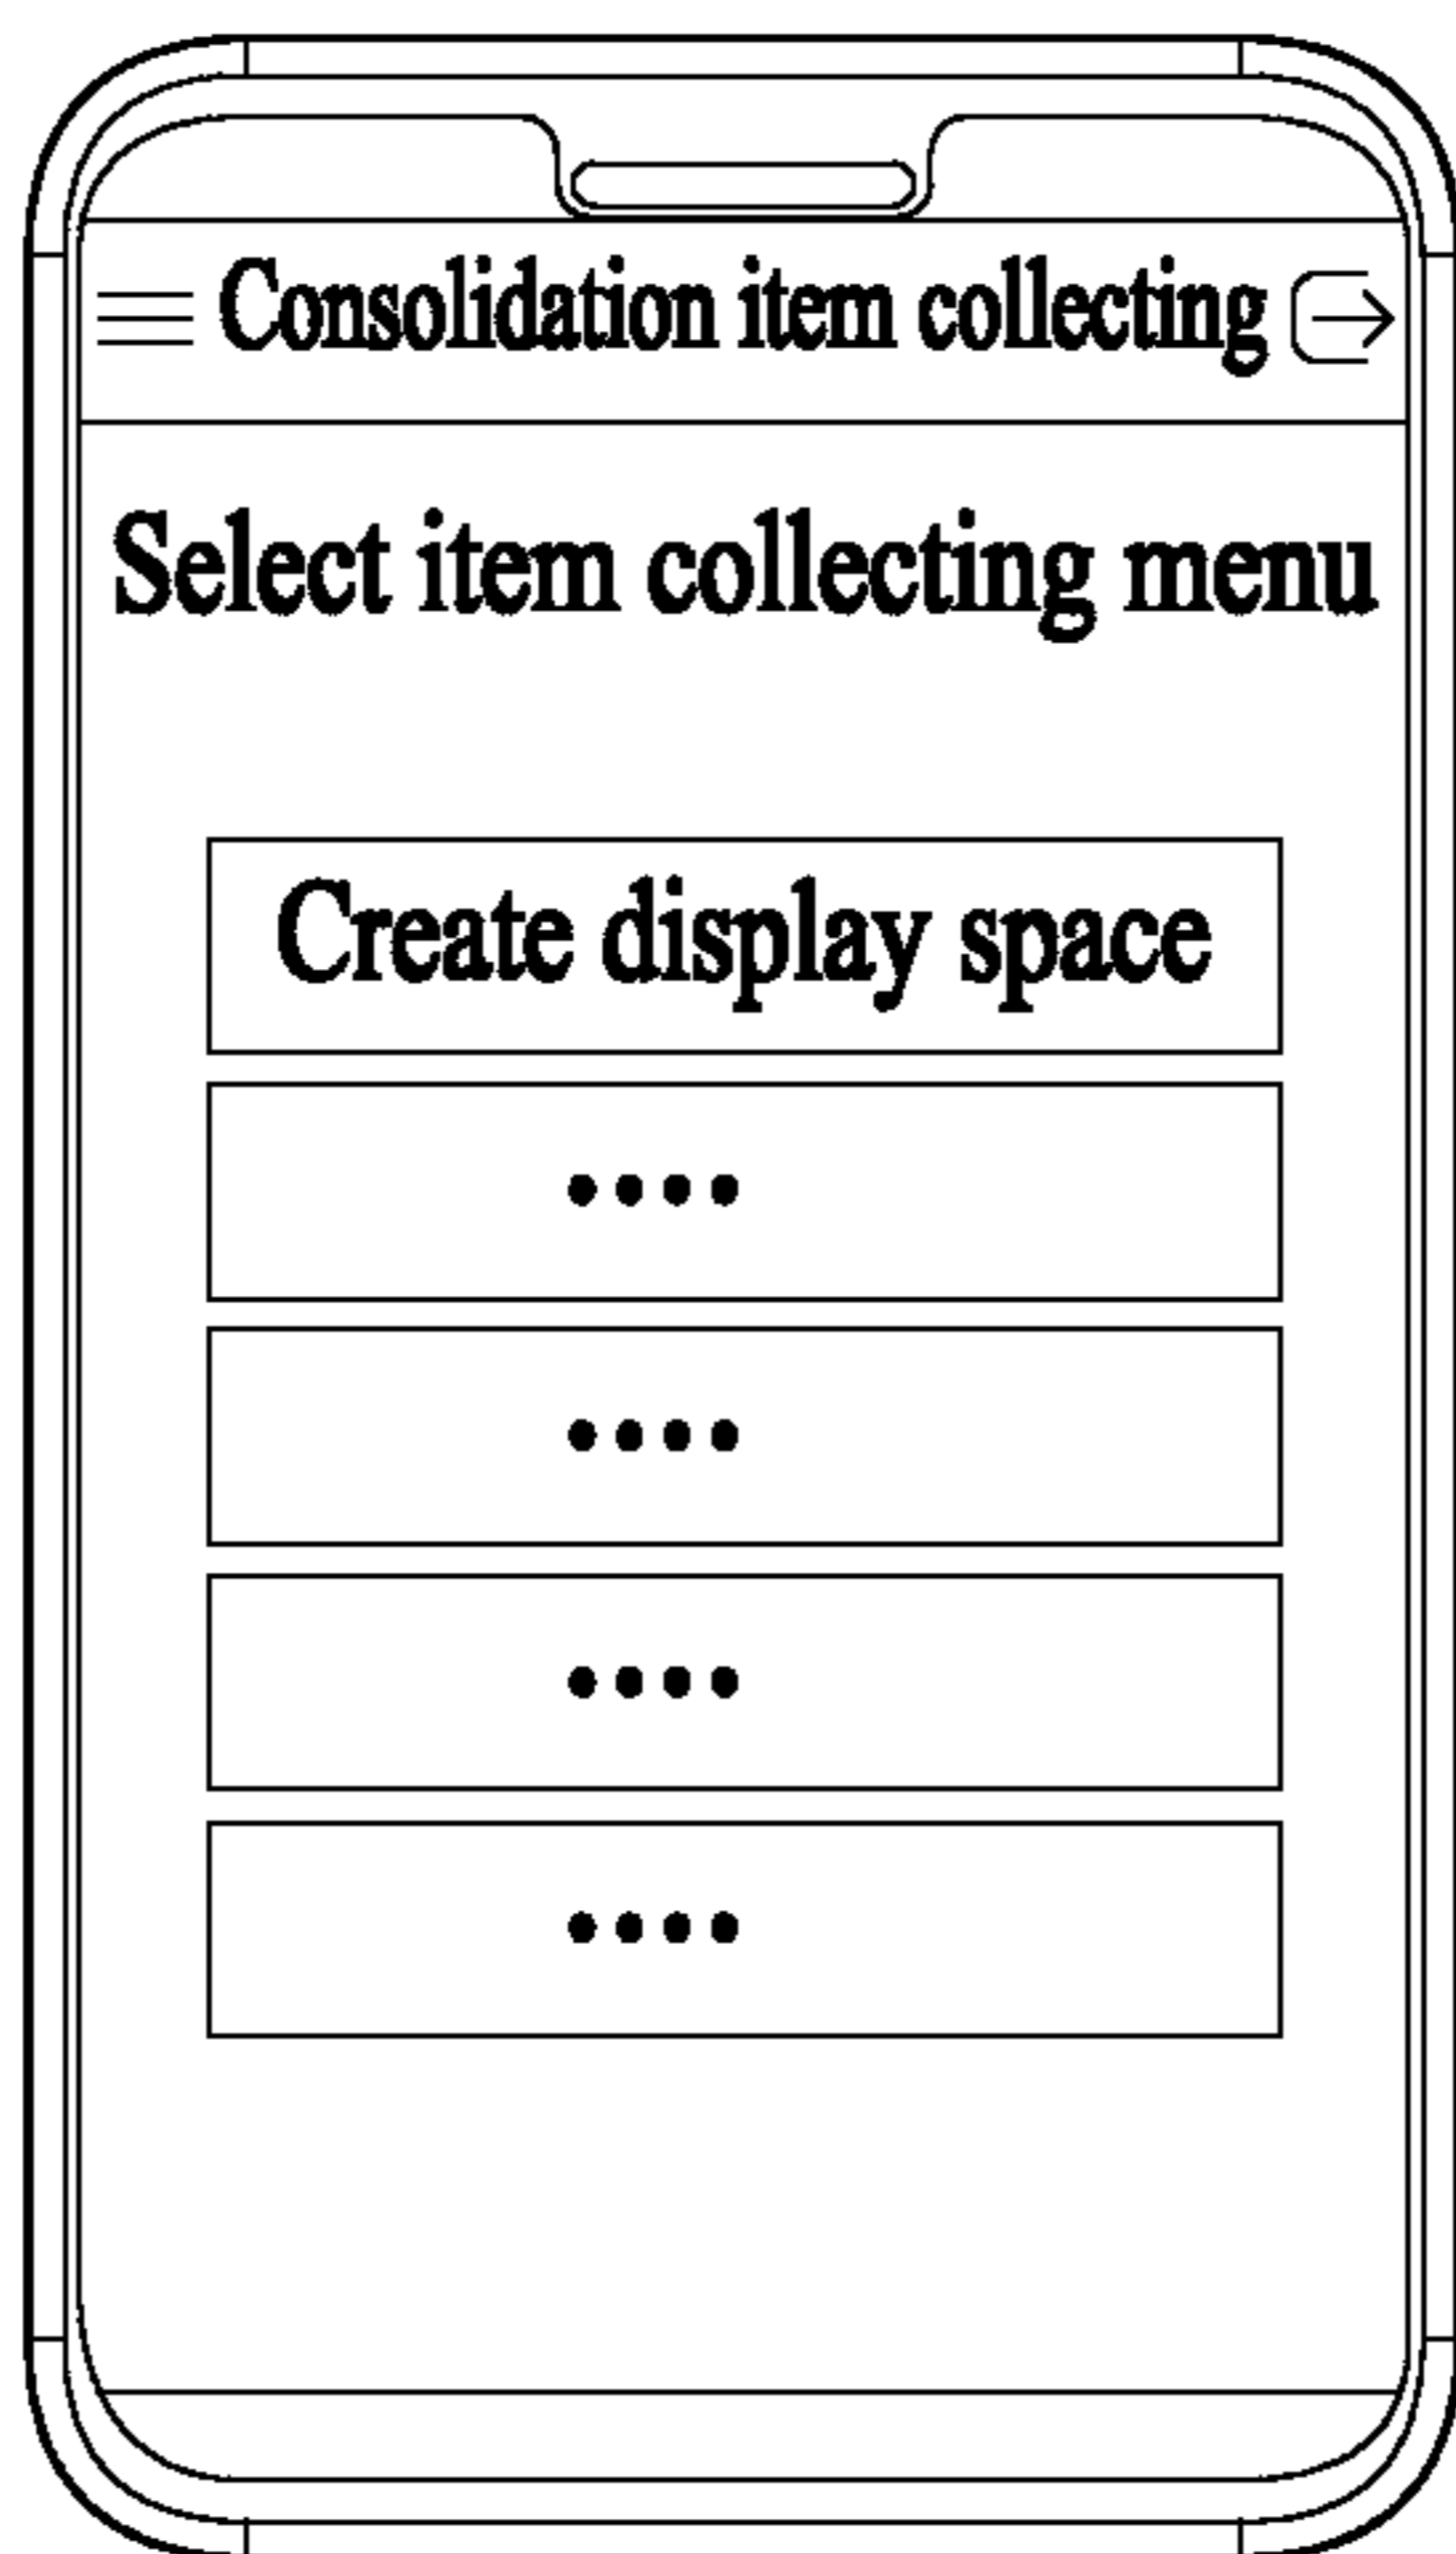 Consolidation item collecting
Select item collecting menu
Create display space
••••
••••
••••
••••